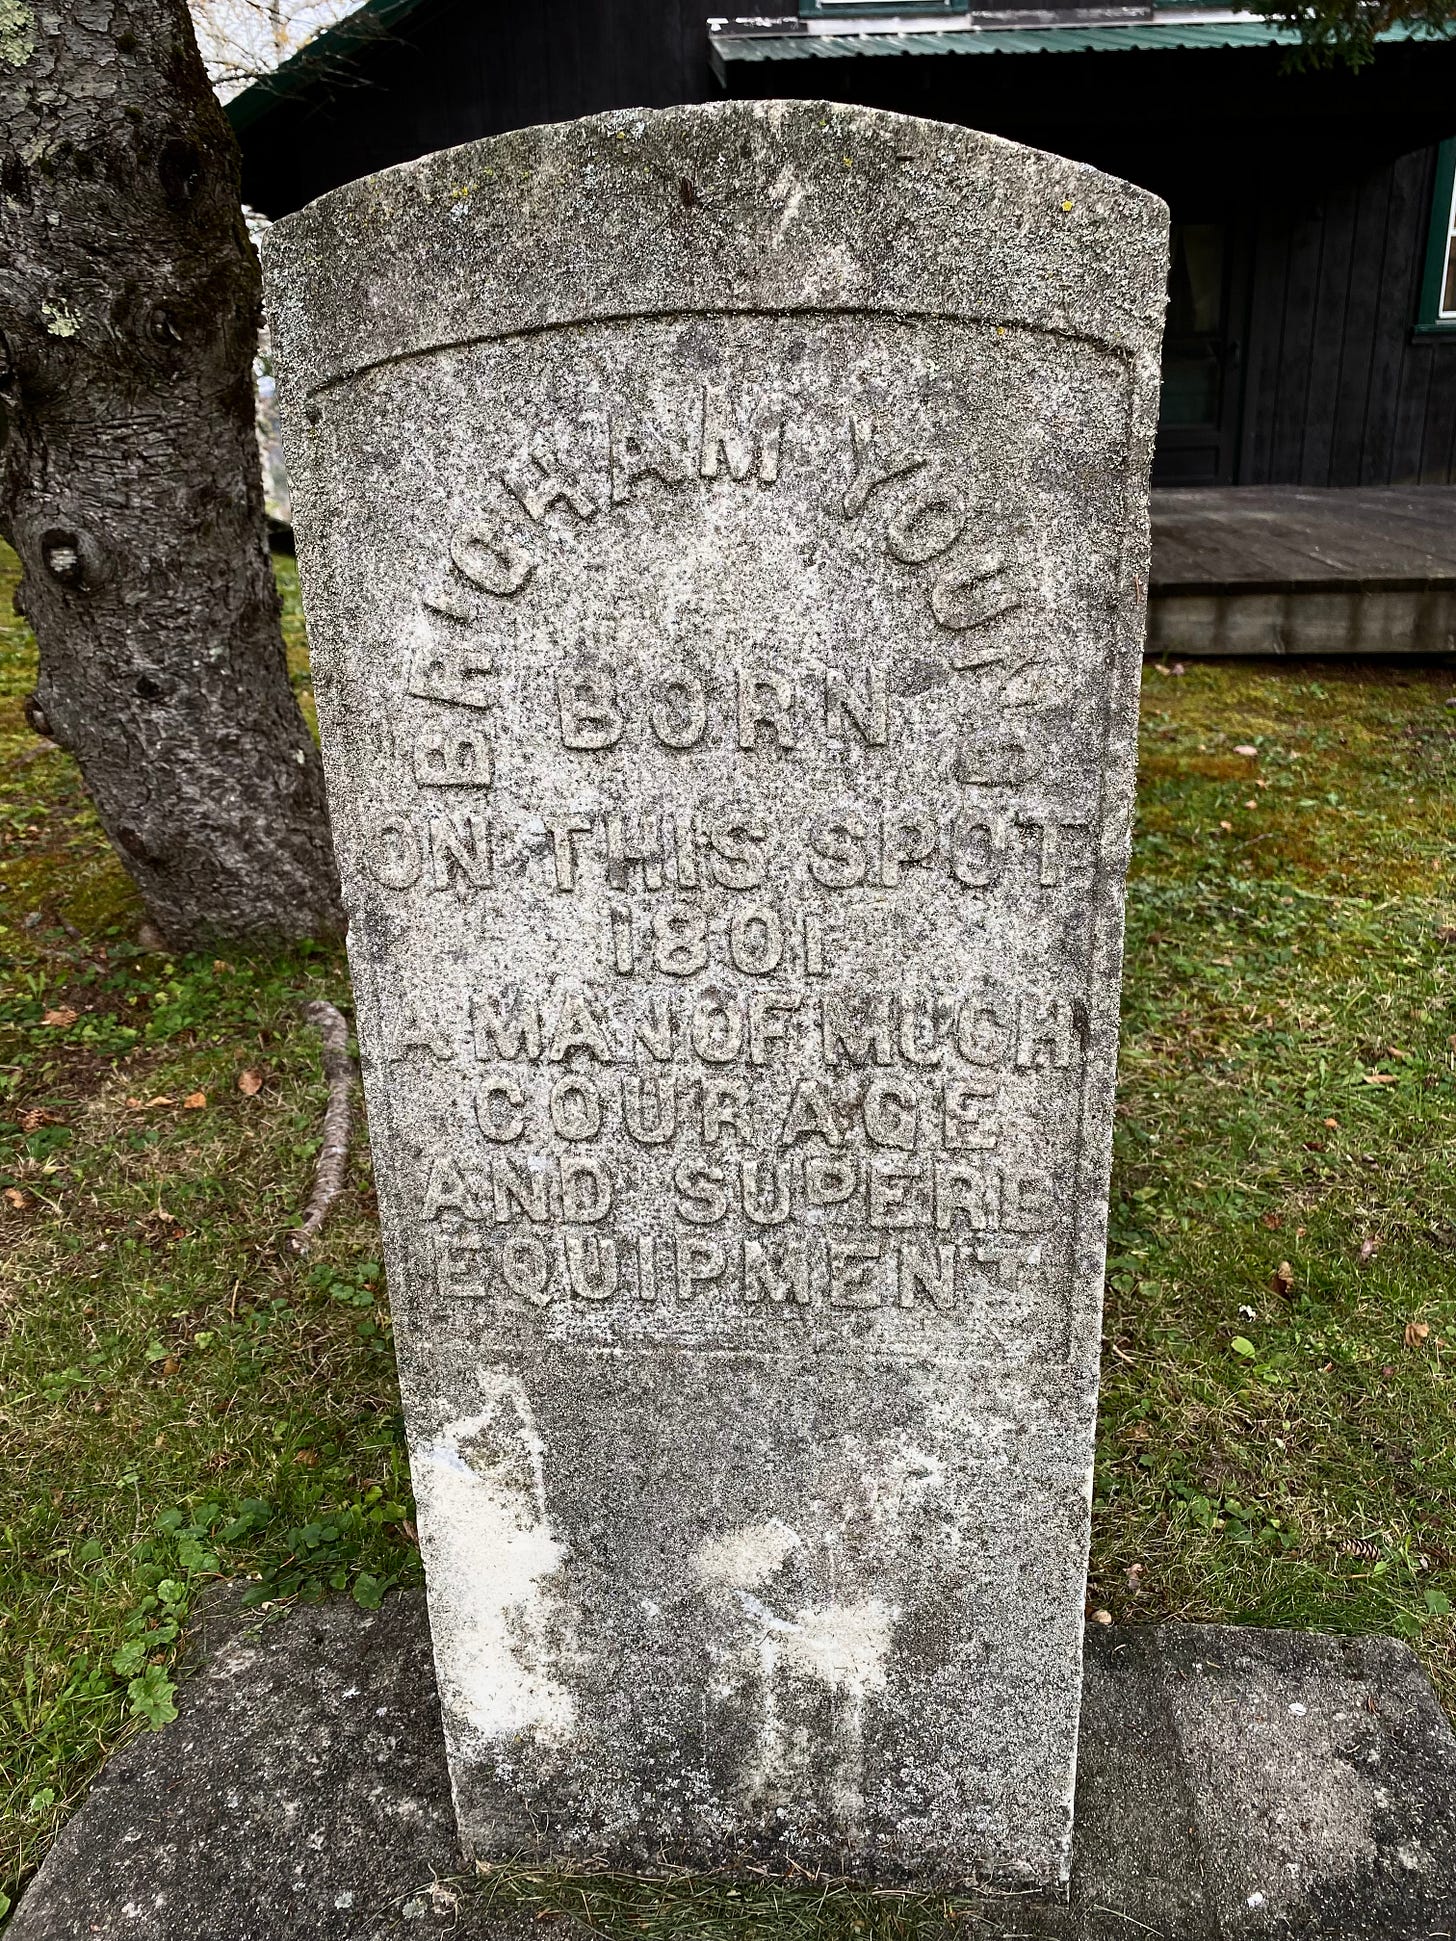 BRIGHAM YOUNG
BORN
ON THIS SPOT
1801
A MAN OF MUCH
COURAGE
AND SUPERB
EQUIPMENT